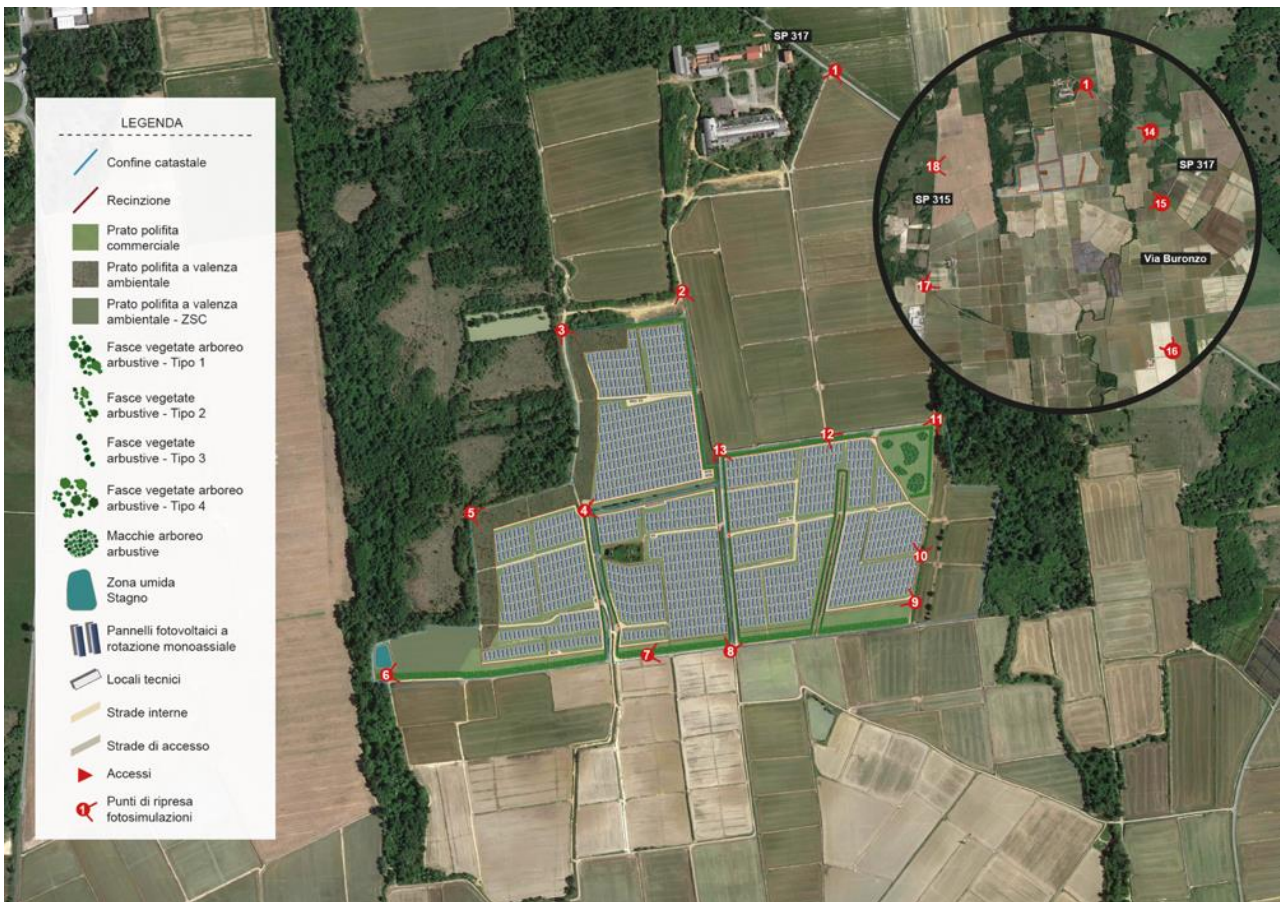 SP 317
1
LEGENDA
Confine catastale
Recinzione
Prato polifita
commerciale
Prato polifita a valenza
ambientale
Prato polifita a valenza
ambientale - ZSC
Fasce vegetate arboreo
arbustive - Tipo 1
Fasce vegetate
arbustive - Tipo 2
Fasce vegetate
arbustive - Tipo 3
Fasce vegetate arboreo
arbustive - Tipo 4
Macchie arboreo
arbustive
Zona umida
Stagno
Pannelli fotovoltaici a
rotazione monoassiale
Locali tecnici
Strade interne
Strade di accesso
Accessi
1
Punti di ripresa
fotosimulazioni
2
3
4
5
6
7
8
9
10
11
12
13
1
14
SP 317
18
15
SP 315
Via Buronzo
17
16